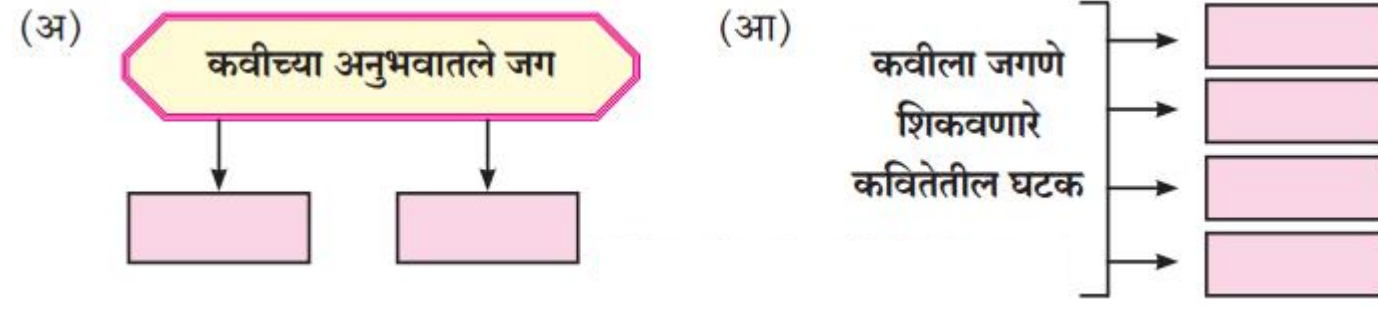 (अ)
कवीच्या अनुभवातले जग
(आ)
कवीला जगणे
शिकवणारे
कवितेतील घटक